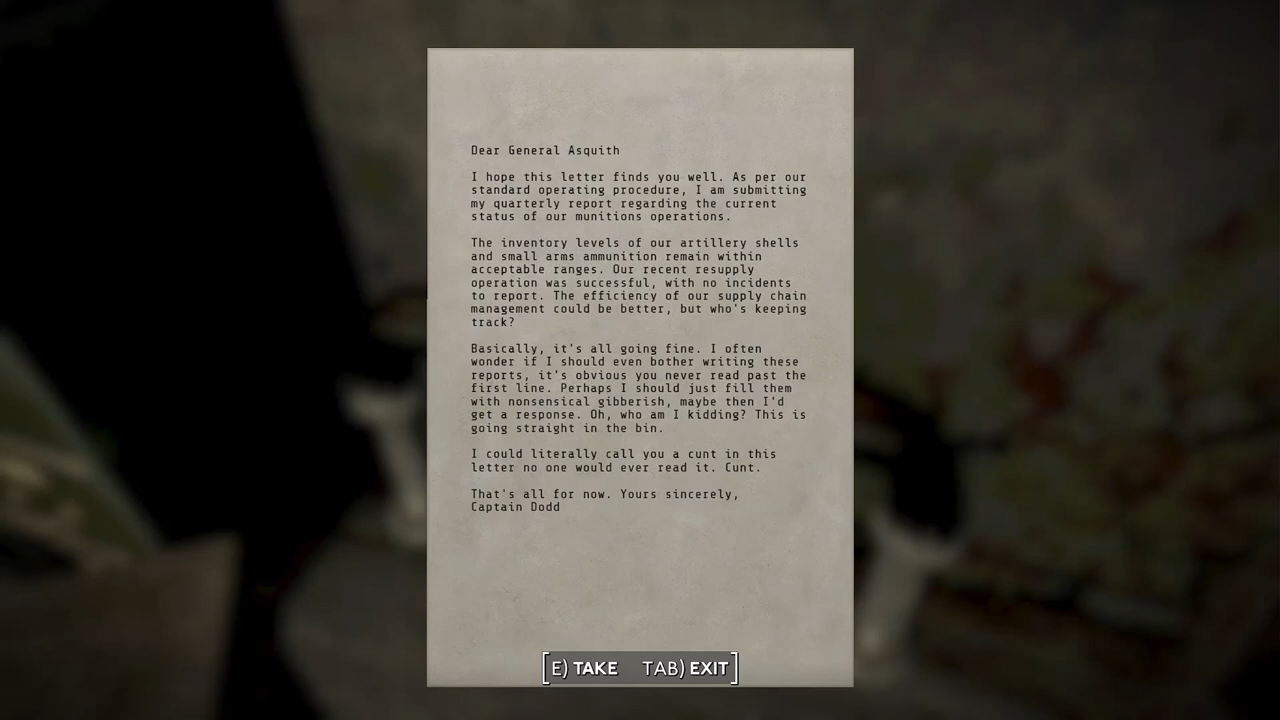 Dear General Asquith
I hope this letter finds you well. As per our
standard operating procedure, I am submitting
my quarterly report regarding the current
status of our munitions operations.
The inventory levels of our artillery shells
and small arms ammunition remain within
acceptable ranges. Our recent resupply
operation was successful, with no incidents
to report. The efficiency of our supply chain
management could be better, but who's keeping
track?
Basically, it's all going fine. I often
wonder if I should even bother writing these
reports, it's obvious you never read past the
first line. Perhaps I should just fill them
with nonsensical gibberish, maybe then I'd
get a response. Oh, who am I kidding? This is
going straight in the bin.
I could literally call you a cunt in this
letter no one would ever read it. Cunt.
That's all for now. Yours sincerely,
Captain Dodd
[E) TAKE TAB) EXIT]